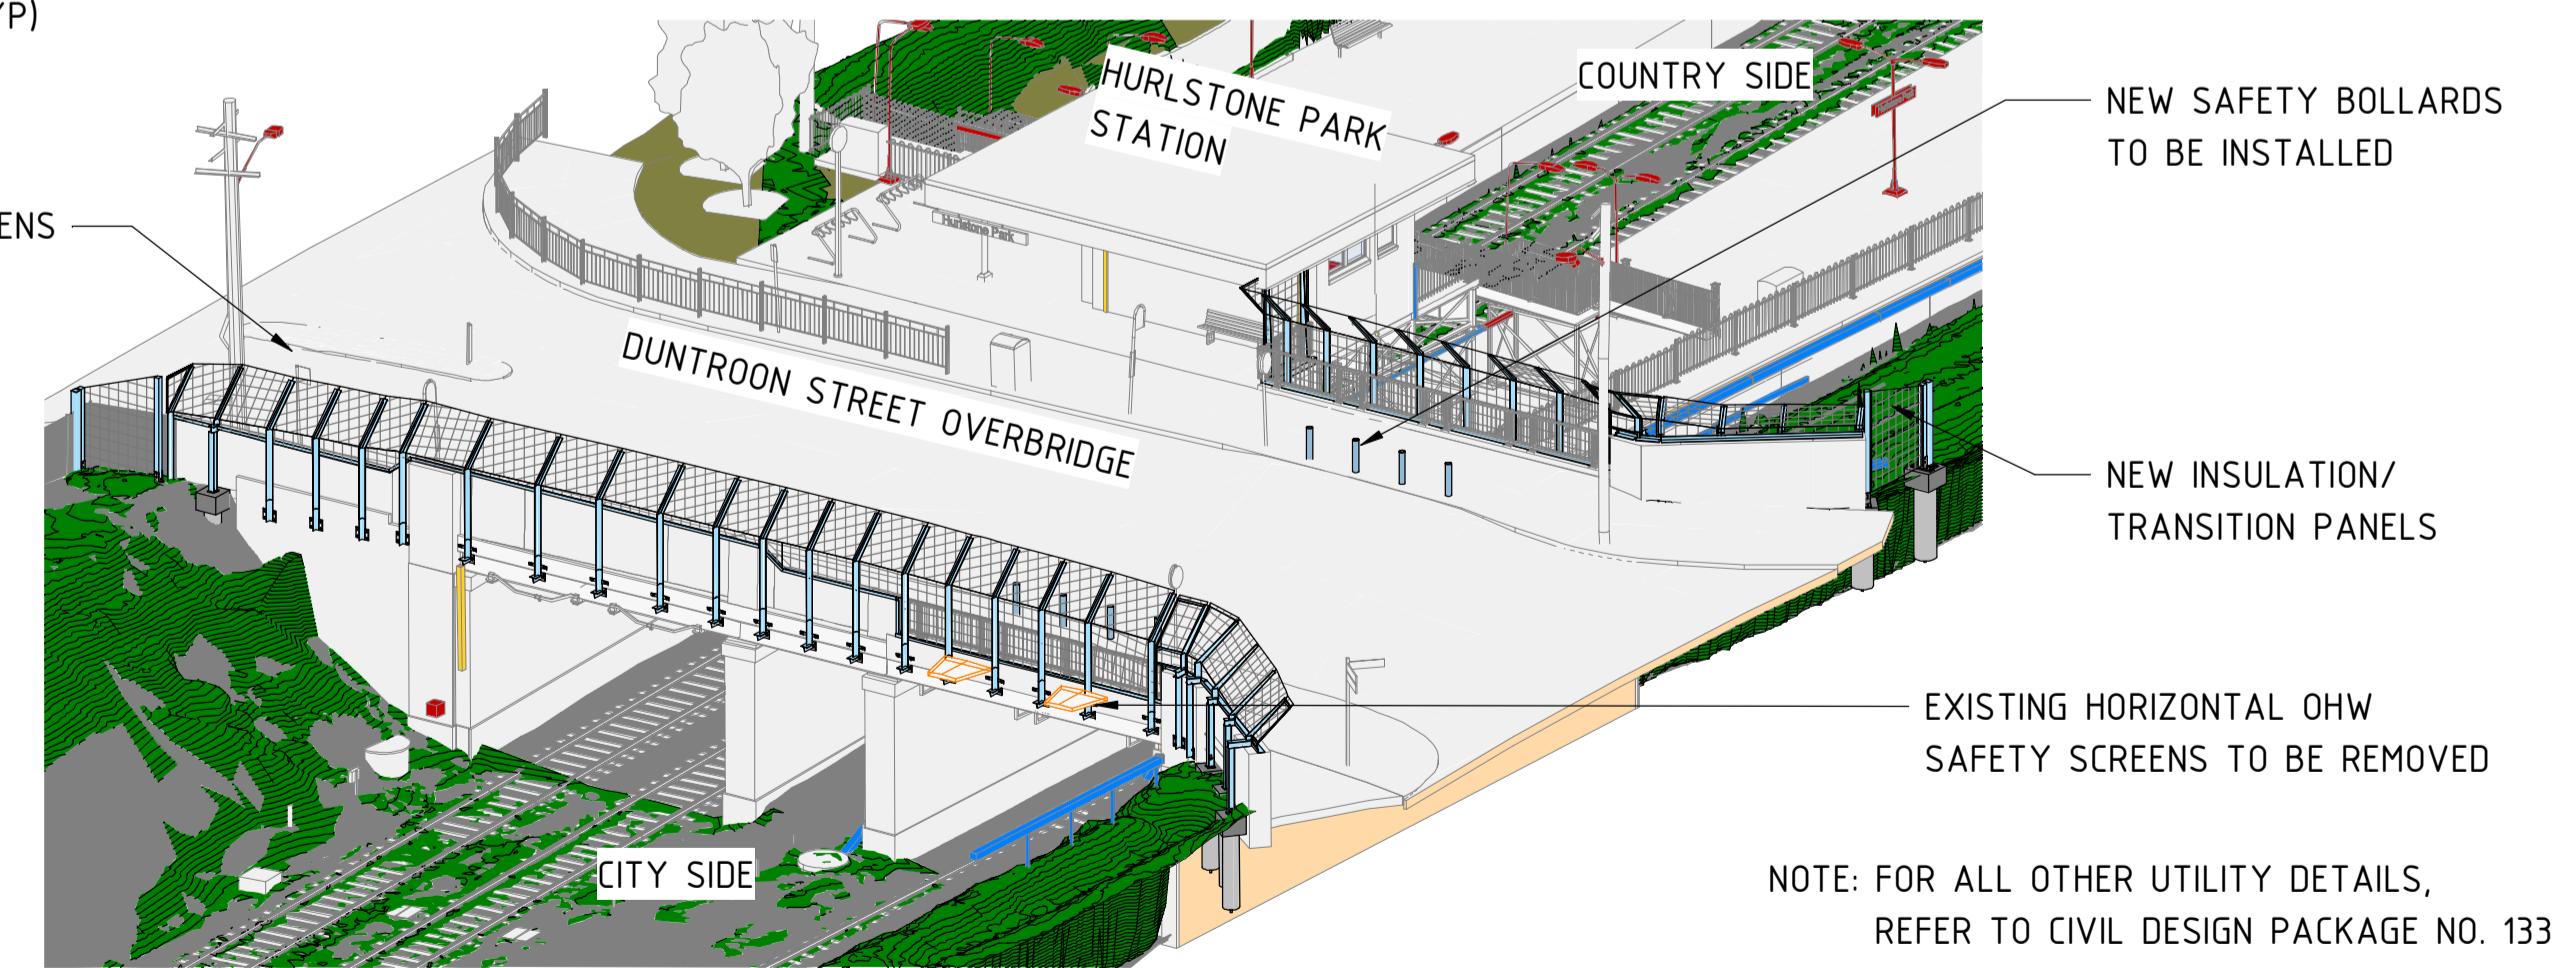 YP)
HURLSTONE PARK
STATION
COUNTRY SIDE
NEW SAFETY BOLLARDS
TO BE INSTALLED
ENS
Hurlstone Park
DUNTROON STREET OVERBRIDGE
NEW INSULATION/
TRANSITION PANELS
EXISTING HORIZONTAL OHW
SAFETY SCREENS TO BE REMOVED
CITY SIDE
NOTE: FOR ALL OTHER UTILITY DETAILS,
REFER TO CIVIL DESIGN PACKAGE NO. 133